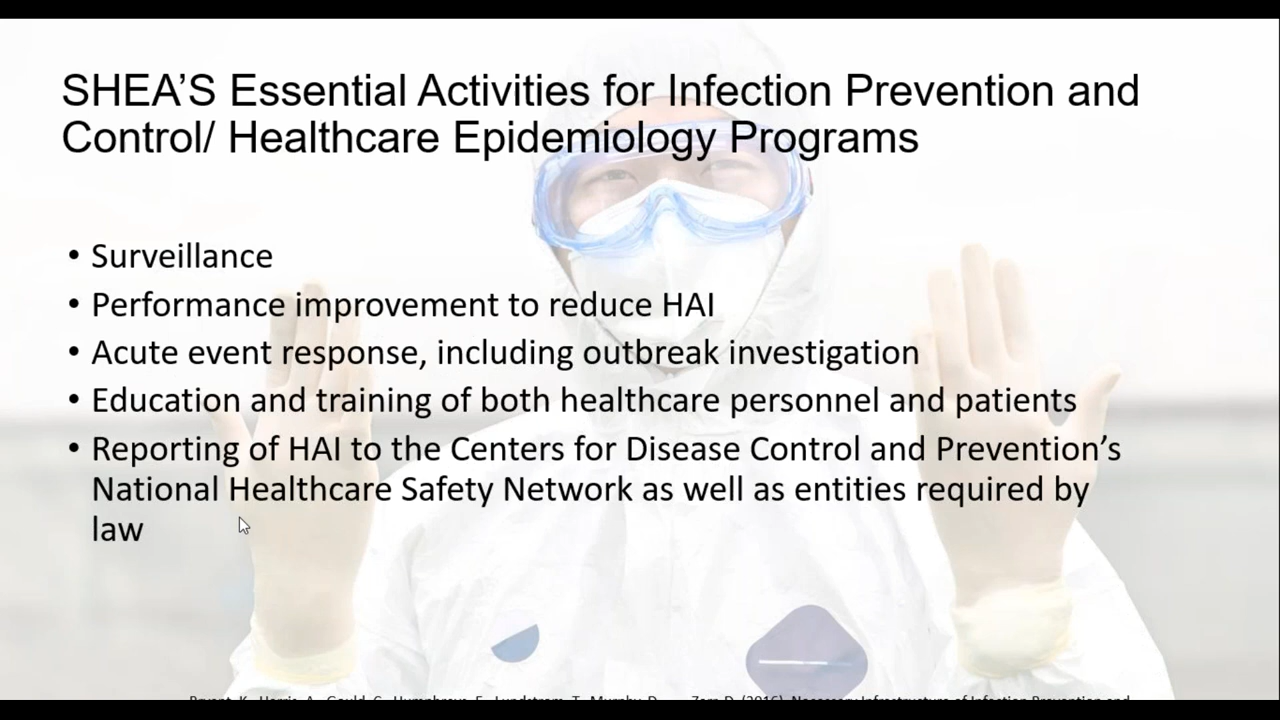 SHEA’S Essential Activities for Infection Prevention and
Control/ Healthcare Epidemiology Programs
• Surveillance
• Performance improvement to reduce HAI
• Acute event response, including outbreak investigation
• Education and training of both healthcare personnel and patients
• Reporting of HAI to the Centers for Disease Control and Prevention’s
National Healthcare Safety Network as well as entities required by
law